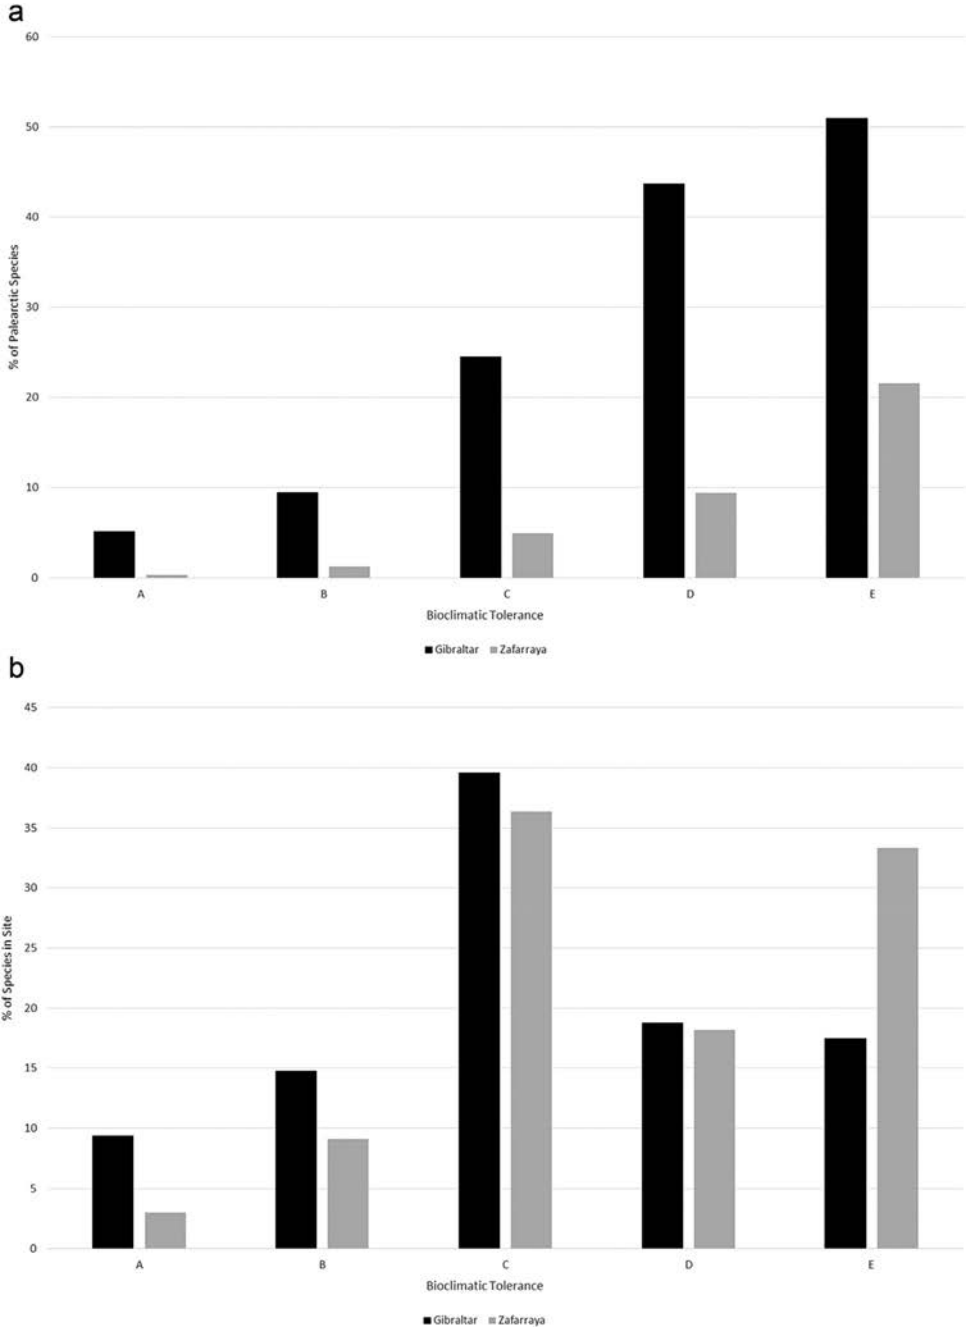 a
60
50
40
30
20
10
0
% of Palearctic Species
A B C D E
Bioclimatic Tolerance
Gibraltar Zafarraya
b
45
40
35
30
25
20
15
10
5
0
% of Species in Site
A B C D E
Bioclimatic Tolerance
Gibraltar Zafarraya